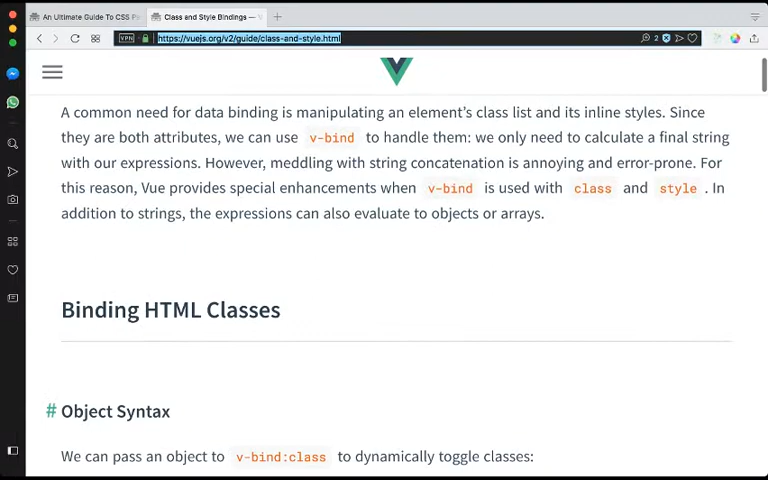 An Ultimate Guide To CSS P
Class and Style Bindings —
VPN
https://vuejs.org/v2/guide/class-and-style.html
2
A common need for data binding is manipulating an element’s class list and its inline styles. Since
they are both attributes, we can use v-bind to handle them: we only need to calculate a final string
with our expressions. However, meddling with string concatenation is annoying and error-prone. For
this reason, Vue provides special enhancements when v-bind is used with class and style . In
addition to strings, the expressions can also evaluate to objects or arrays.
Binding HTML Classes
# Object Syntax
We can pass an object to v-bind:class to dynamically toggle classes: